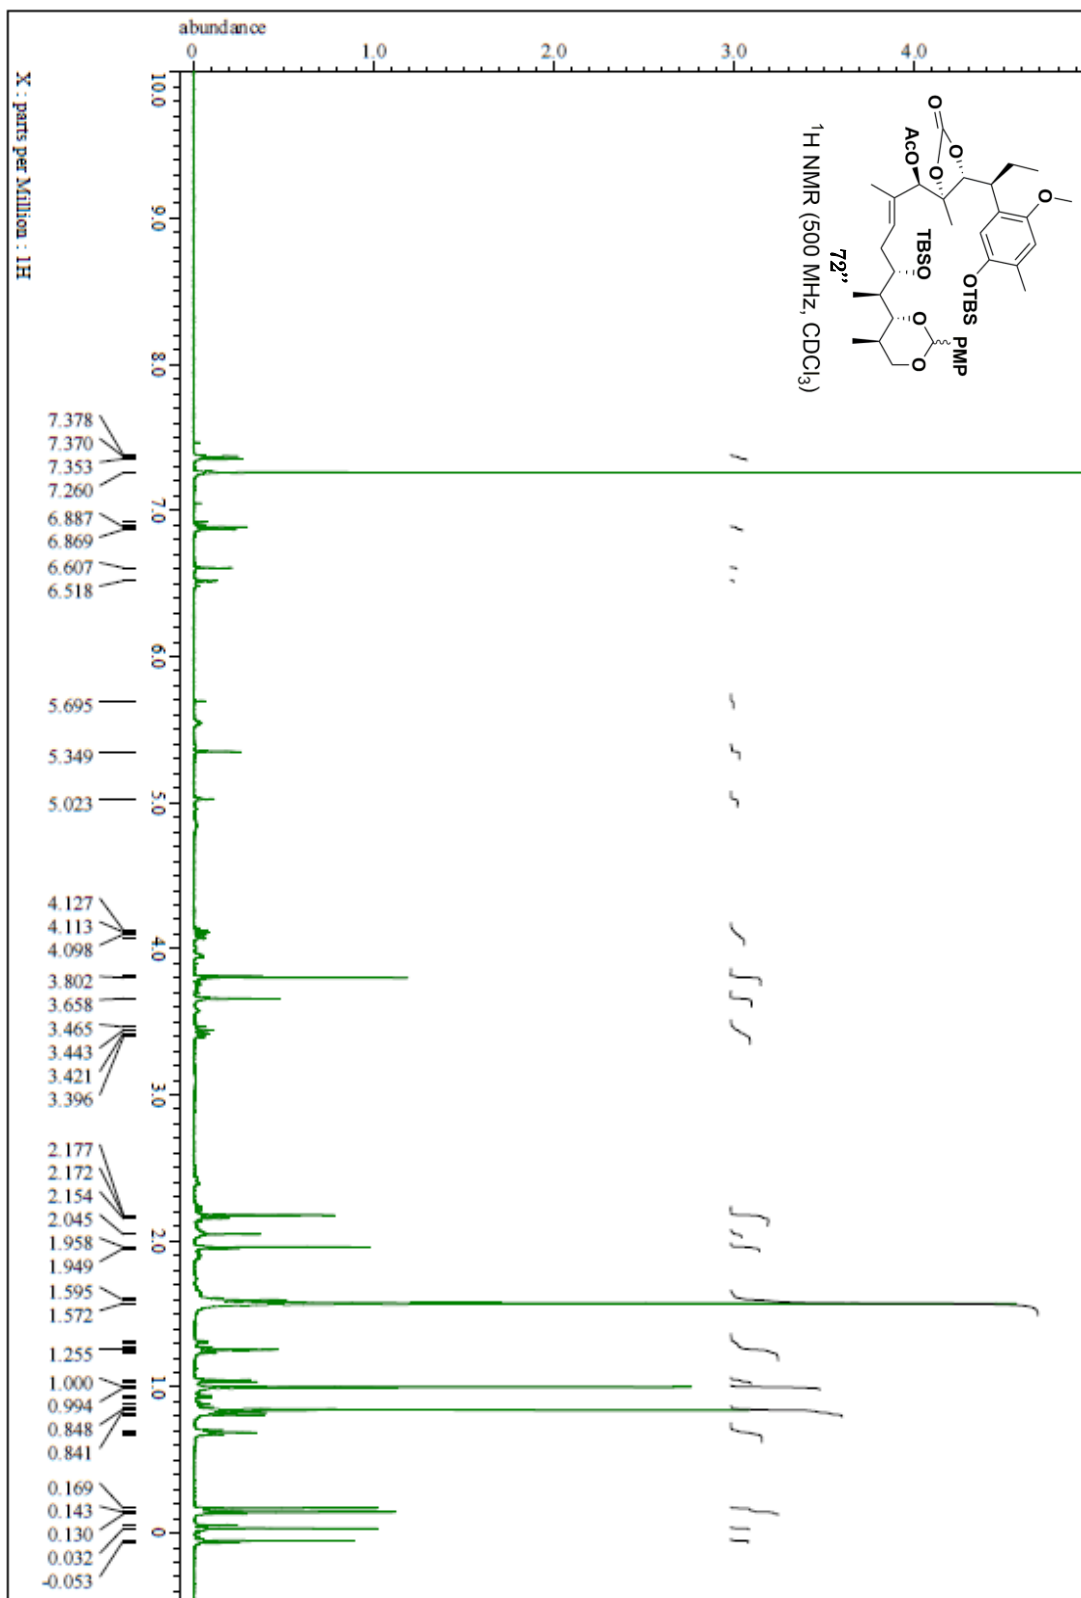 abundance
0 1.0 2.0 3.0 4.0
10.0 9.0 8.0 7.0 6.0 5.0 4.0 3.0 2.0 1.0 0
X : parts per Million : 1H
7.378
7.370
7.353
7.260
6.887
6.869
6.607
6.518
5.695
5.349
5.023
4.127
4.113
4.098
3.802
3.658
3.465
3.443
3.421
3.396
2.177
2.172
2.154
2.045
1.958
1.949
1.595
1.572
1.255
1.000
0.994
0.848
0.841
0.169
0.143
0.130
0.032
-0.053
O
O
O
AcO
O
OTBS
TBSO
O
O
PMP
72''
¹H NMR (500 MHz, CDCl₃)